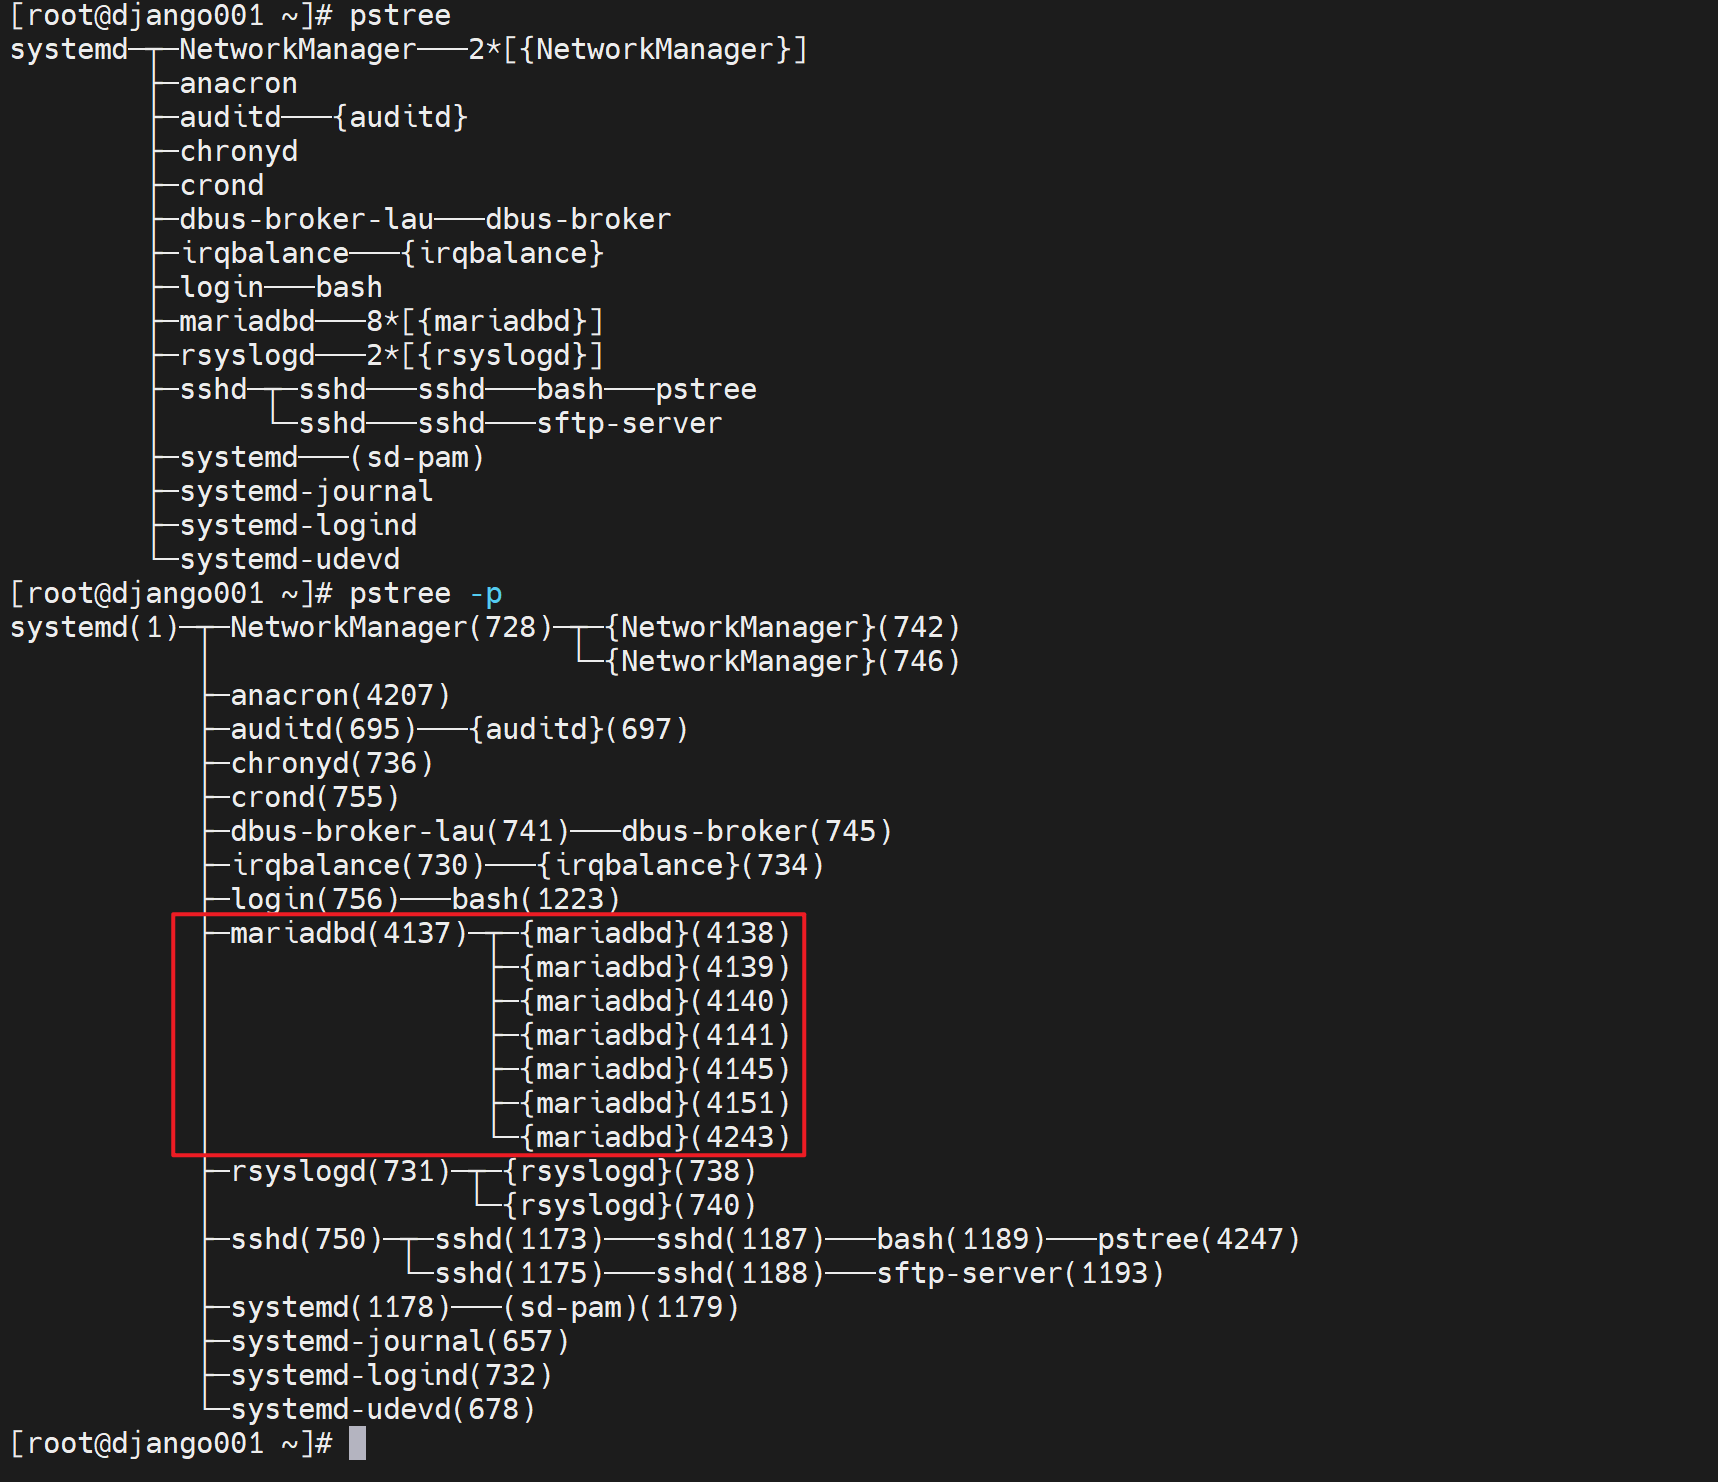 [root@django001 ~]# pstree
systemd─┬─NetworkManager───2*[{NetworkManager}]
        ├─anacron
        ├─auditd───{auditd}
        ├─chronyd
        ├─crond
        ├─dbus-broker-lau───dbus-broker
        ├─irqbalance───{irqbalance}
        ├─login───bash
        ├─mariadbd───8*[{mariadbd}]
        ├─rsyslogd───2*[{rsyslogd}]
        ├─sshd─┬─sshd───sshd───bash───pstree
        │      └─sshd───sshd───sftp-server
        ├─systemd───(sd-pam)
        ├─systemd-journal
        ├─systemd-logind
        └─systemd-udevd
[root@django001 ~]# pstree -p
systemd(1)─┬─NetworkManager(728)─┬─{NetworkManager}(742)
           │                     └─{NetworkManager}(746)
           ├─anacron(4207)
           ├─auditd(695)───{auditd}(697)
           ├─chronyd(736)
           ├─crond(755)
           ├─dbus-broker-lau(741)───dbus-broker(745)
           ├─irqbalance(730)───{irqbalance}(734)
           ├─login(756)───bash(1223)
           ├─mariadbd(4137)─┬─{mariadbd}(4138)
           │                ├─{mariadbd}(4139)
           │                ├─{mariadbd}(4140)
           │                ├─{mariadbd}(4141)
           │                ├─{mariadbd}(4145)
           │                ├─{mariadbd}(4151)
           │                └─{mariadbd}(4243)
           ├─rsyslogd(731)─┬─{rsyslogd}(738)
           │               └─{rsyslogd}(740)
           ├─sshd(750)─┬─sshd(1173)───sshd(1187)───bash(1189)───pstree(4247)
           │           └─sshd(1175)───sshd(1188)───sftp-server(1193)
           ├─systemd(1178)───(sd-pam)(1179)
           ├─systemd-journal(657)
           ├─systemd-logind(732)
           └─systemd-udevd(678)
[root@django001 ~]#